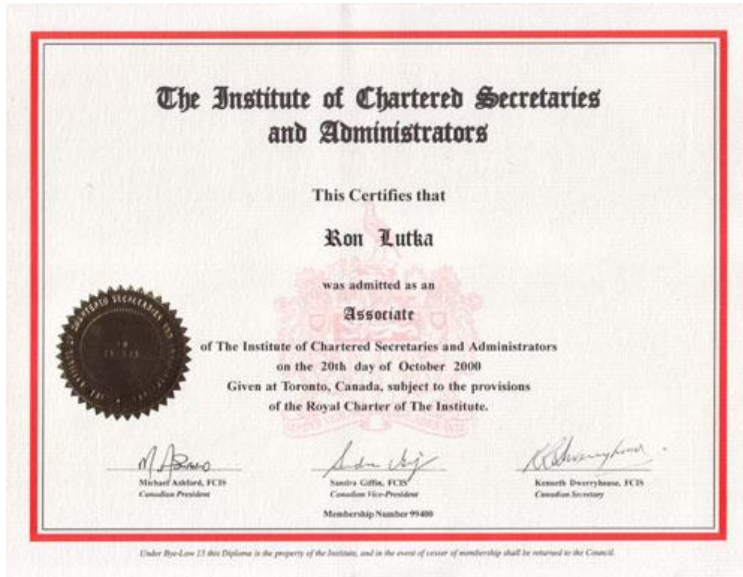 The Institute of Chartered Secretaries
and Administrators
This Certifies that
Ron Lutka
was admitted as an
Associate
of The Institute of Chartered Secretaries and Administrators
on the 20th day of October 2000
Given at Toronto, Canada, subject to the provisions
of the Royal Charter of The Institute.
Michael Ashford, FCIS
Canadian President
Sandra Giffin, FCIS
Canadian Vice-President
Kenneth Dwerryhouse, FCIS
Canadian Secretary
Membership Number 99400
Under Bye-Law 13 this Diploma is the property of the Institute, and in the event of cesser of membership shall be returned to the Council.